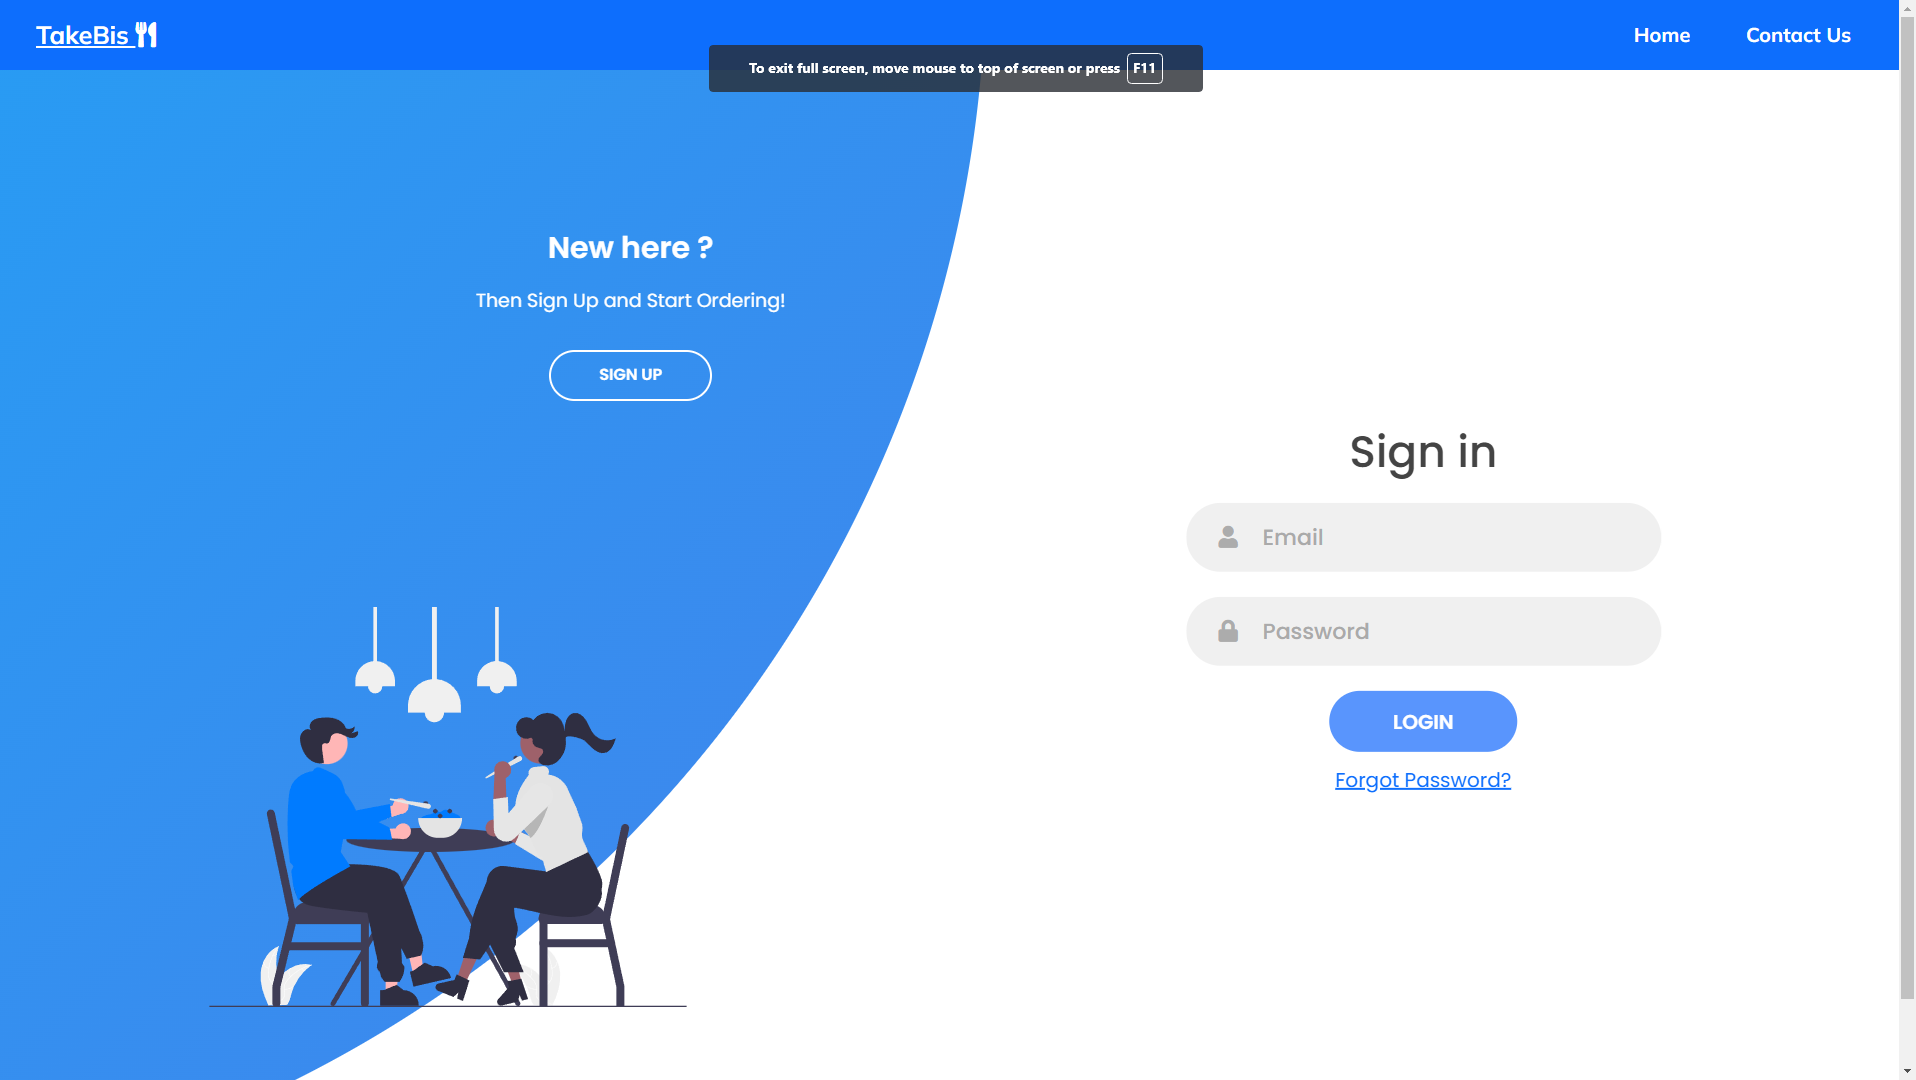 TakeBis
Home
Contact Us
To exit full screen, move mouse to top of screen or press F11
New here ?
Then Sign Up and Start Ordering!
SIGN UP
Sign in
Email
Password
LOGIN
Forgot Password?